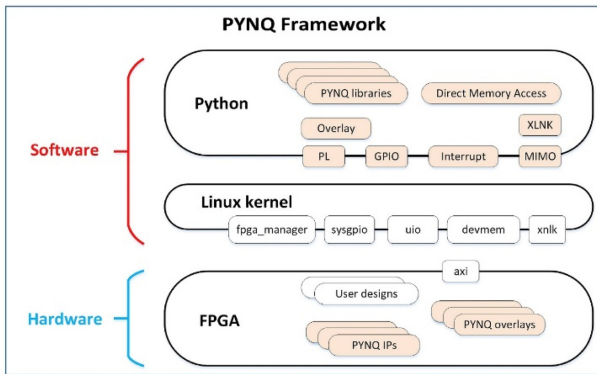 PYNQ Framework
Python
PYNQ libraries
Direct Memory Access
Overlay
XLNK
PL
GPIO
Interrupt
MIMO
Software
Linux kernel
fpga_manager
sysgpio
uio
devmem
xnlk
axi
Hardware
FPGA
User designs
PYNQ overlays
PYNQ IPs